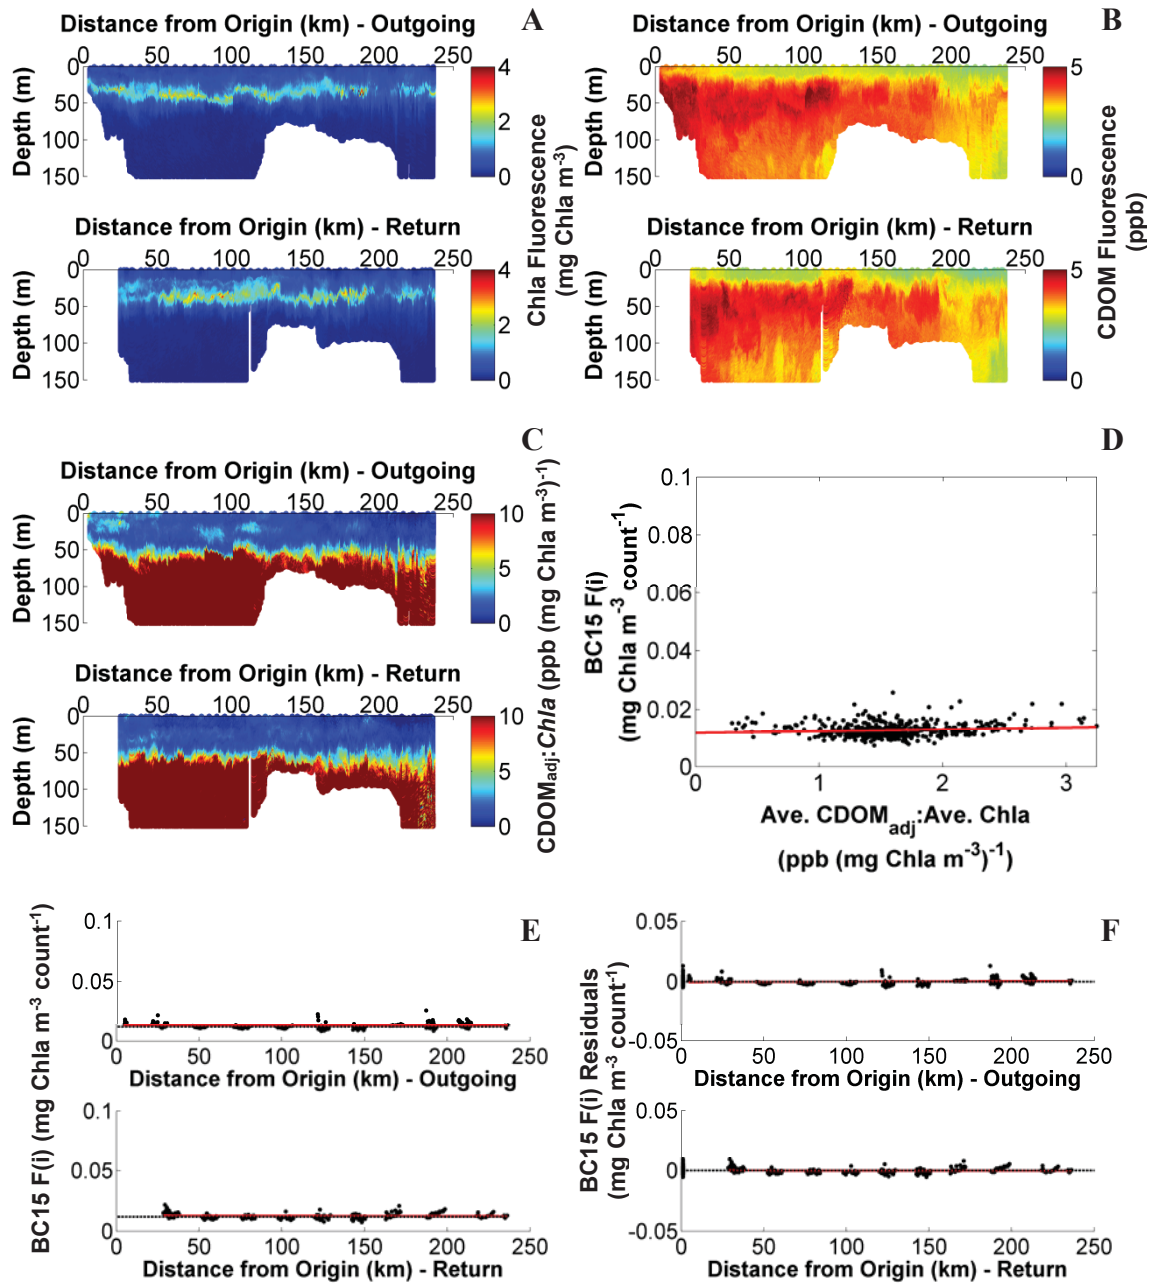 A
Distance from Origin (km) - Outgoing
0 50 100 150 200 250
Depth (m)
0
50
100
150
4
2
0
Distance from Origin (km) - Return
0 50 100 150 200 250
Depth (m)
0
50
100
150
4
2
0
Chla Fluorescence
(mg Chla m-3)
B
Distance from Origin (km) - Outgoing
0 50 100 150 200 250
Depth (m)
0
50
100
150
5
0
Distance from Origin (km) - Return
0 50 100 150 200 250
Depth (m)
0
50
100
150
5
0
CDOM Fluorescence
(ppb)
C
Distance from Origin (km) - Outgoing
0 50 100 150 200 250
Depth (m)
0
50
100
150
10
5
0
Distance from Origin (km) - Return
0 50 100 150 200 250
Depth (m)
0
50
100
150
10
5
0
CDOMadj:Chla (ppb (mg Chla m-3)-1)
D
BC15 F(i)
(mg Chla m-3 count-1)
0.1
0.08
0.06
0.04
0.02
0
0 1 2 3
Ave. CDOMadj:Ave. Chla
(ppb (mg Chla m-3)-1)
E
BC15 F(i) (mg Chla m-3 count-1)
0.1
0.05
0
0 50 100 150 200 250
Distance from Origin (km) - Outgoing
0.1
0.05
0
0 50 100 150 200 250
Distance from Origin (km) - Return
F
BC15 F(i) Residuals
(mg Chla m-3 count-1)
0.05
0
-0.05
0 50 100 150 200 250
Distance from Origin (km) - Outgoing
0.05
0
-0.05
0 50 100 150 200 250
Distance from Origin (km) - Return